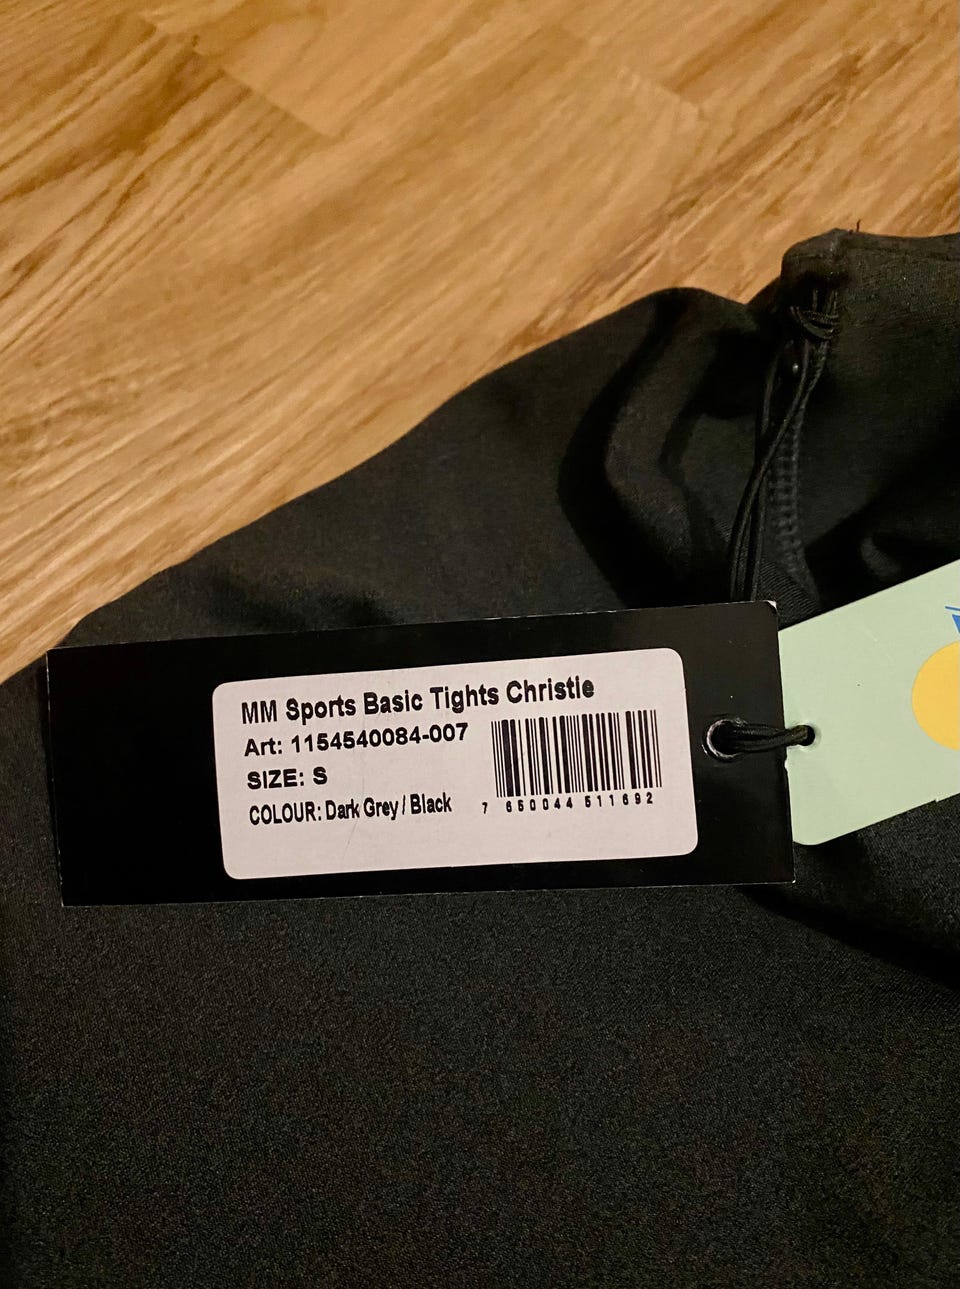 MM Sports Basic Tights Christie
Art: 1154540084-007
SIZE: S
COLOUR: Dark Grey / Black
7 650044 511692